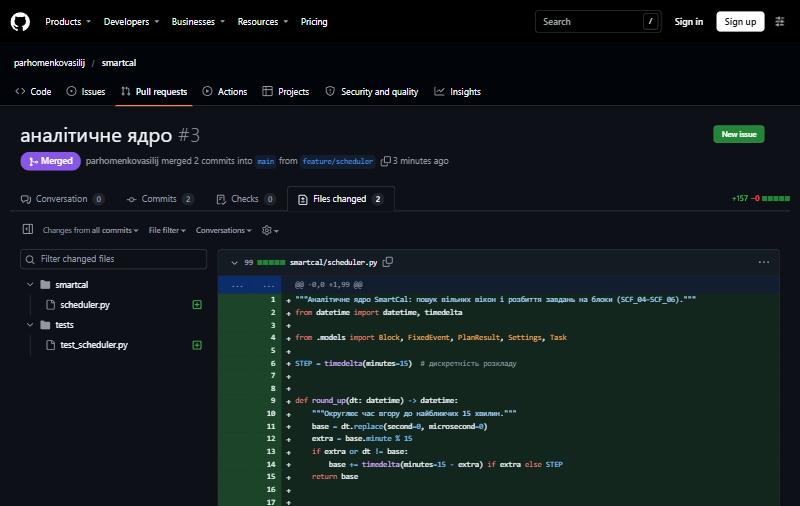 Products Developers Businesses Resources Pricing Search / Sign in Sign up
parhomenkovasilij / smartcal
Code Issues Pull requests Actions Projects Security and quality Insights
аналітичне ядро #3
New issue
Merged parhomenkovasilij merged 2 commits into main from feature/scheduler 3 minutes ago
Conversation 0 Commits 2 Checks 0 Files changed 2 +157 −0
Changes from all commits File filter Conversations
Filter changed files
smartcal
scheduler.py
tests
test_scheduler.py
99 smartcal/scheduler.py ...
... ... @@ -0,0 +1,99 @@
1 + """Аналітичне ядро SmartCal: пошук вільних вікон і розбиття завдань на блоки (SCF_04–SCF_06)."""
2 + from datetime import datetime, timedelta
3 +
4 + from .models import Block, FixedEvent, PlanResult, Settings, Task
5 +
6 + STEP = timedelta(minutes=15) # дискретність розкладу
7 +
8 +
9 + def round_up(dt: datetime) -> datetime:
10 + """Округлює час вгору до найближчих 15 хвилин."""
11 + base = dt.replace(second=0, microsecond=0)
12 + extra = base.minute % 15
13 + if extra or dt != base:
14 + base += timedelta(minutes=15 - extra) if extra else STEP
15 + return base
16 +
17 +